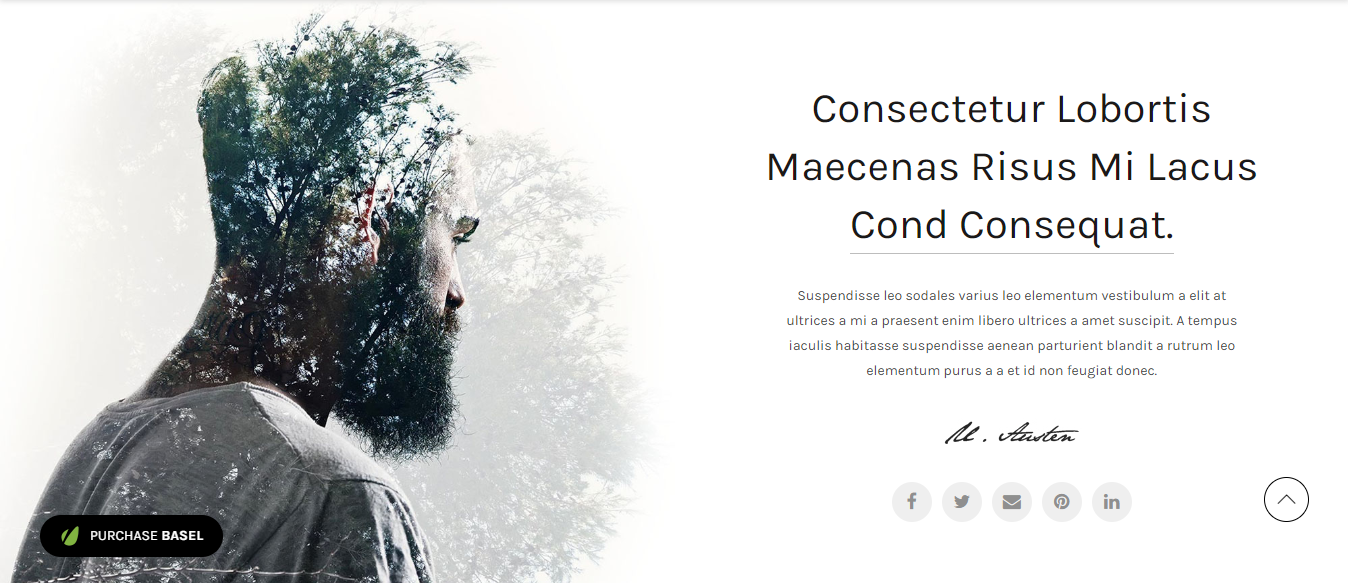 Consectetur Lobortis
Maecenas Risus Mi Lacus
Cond Consequat.
Suspendisse leo sodales varius leo elementum vestibulum a elit at
ultrices a mi a praesent enim libero ultrices a amet suscipit. A tempus
iaculis habitasse suspendisse aenean parturient blandit a rutrum leo
elementum purus a a et id non feugiat donec.
M. Austen
PURCHASE BASEL